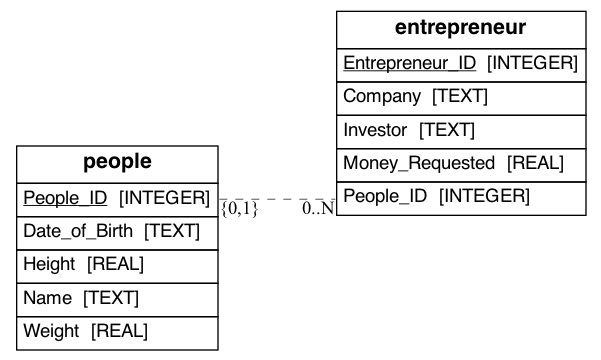 entrepreneur
Entrepreneur_ID [INTEGER]
Company [TEXT]
Investor [TEXT]
Money_Requested [REAL]
People_ID [INTEGER]
people
People_ID [INTEGER]
Date_of_Birth [TEXT]
Height [REAL]
Name [TEXT]
Weight [REAL]
{0,1}
0..N